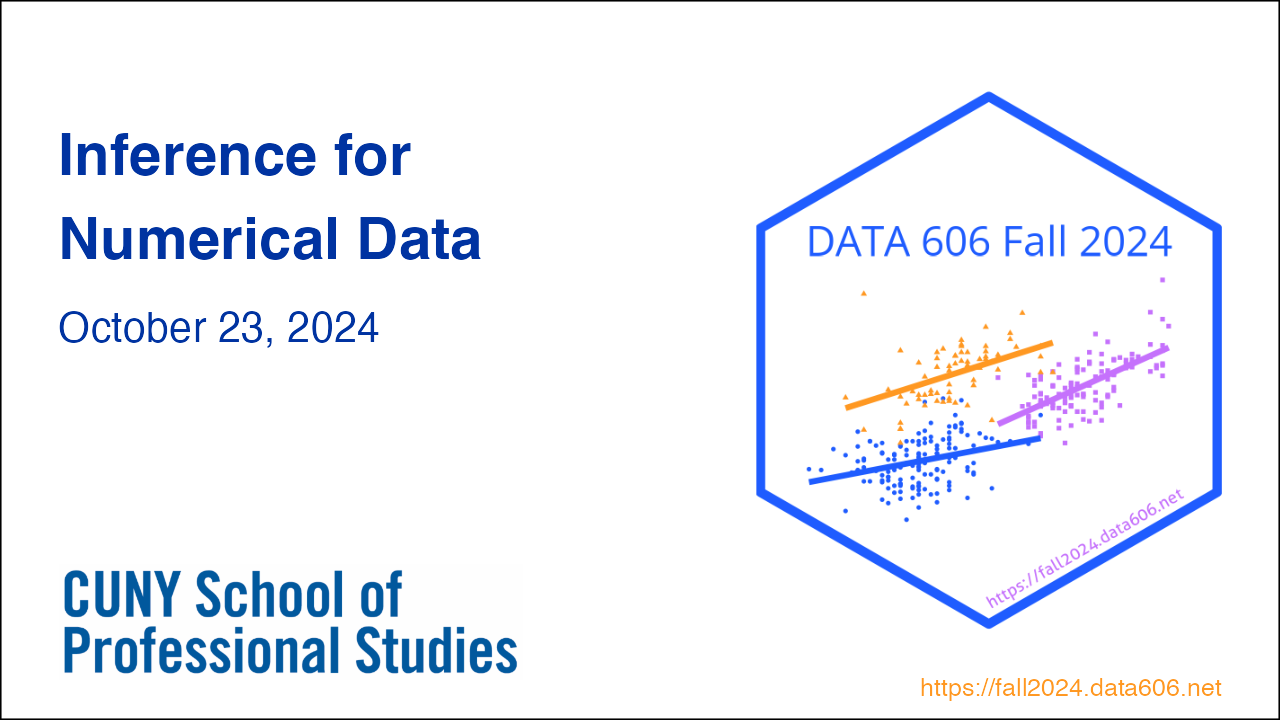 Inference for
Numerical Data
October 23, 2024
DATA 606 Fall 2024
https://fall2024.data606.net
CUNY School of
Professional Studies
https://fall2024.data606.net